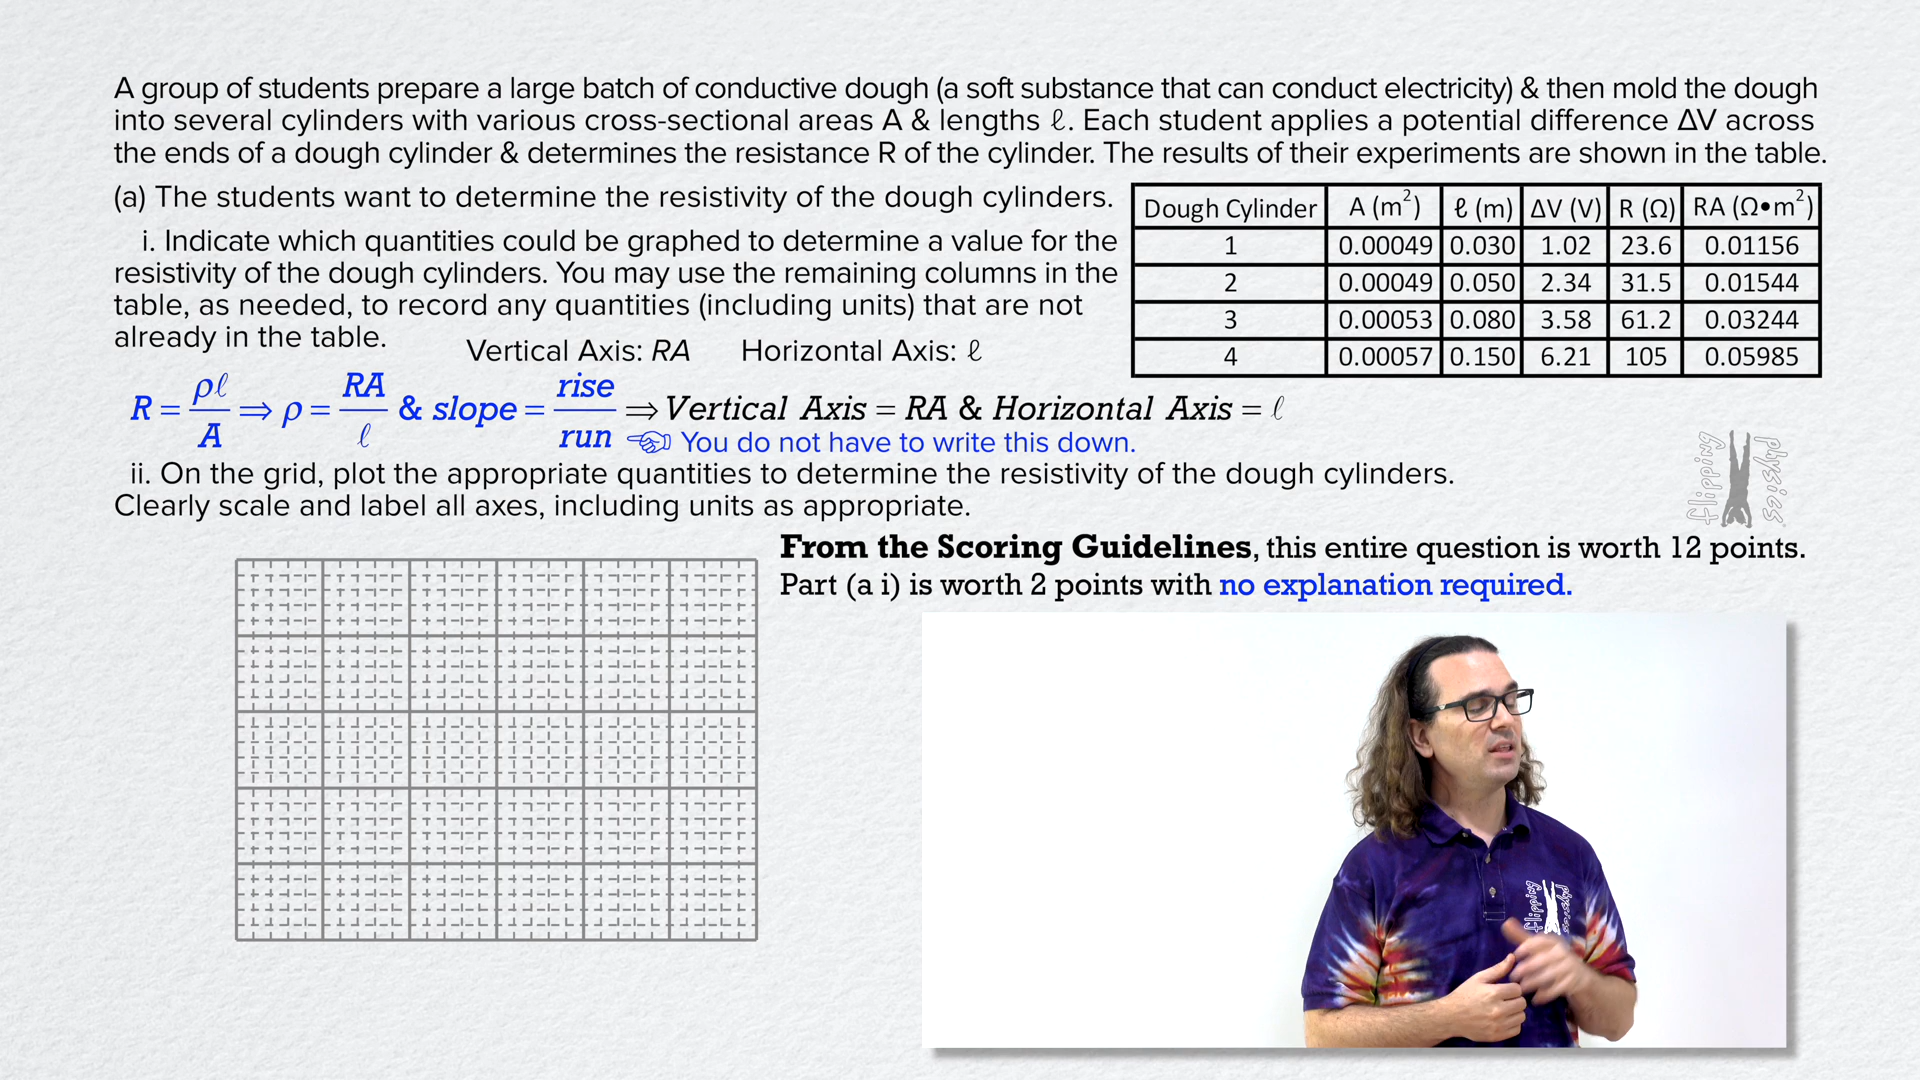 A group of students prepare a large batch of conductive dough (a soft substance that can conduct electricity) & then mold the dough
into several cylinders with various cross-sectional areas A & lengths ℓ. Each student applies a potential difference ΔV across
the ends of a dough cylinder & determines the resistance R of the cylinder. The results of their experiments are shown in the table.
(a) The students want to determine the resistivity of the dough cylinders.
i. Indicate which quantities could be graphed to determine a value for the
resistivity of the dough cylinders. You may use the remaining columns in the
table, as needed, to record any quantities (including units) that are not
already in the table.
Vertical Axis: RA Horizontal Axis: ℓ
Dough Cylinder A (m²) ℓ (m) ΔV (V) R (Ω) RA (Ω•m²)
1 0.00049 0.030 1.02 23.6 0.01156
2 0.00049 0.050 2.34 31.5 0.01544
3 0.00053 0.080 3.58 61.2 0.03244
4 0.00057 0.150 6.21 105 0.05985
R = ρℓ/A ⇒ ρ = RA/ℓ & slope = rise/run ⇒ Vertical Axis = RA & Horizontal Axis = ℓ
You do not have to write this down.
ii. On the grid, plot the appropriate quantities to determine the resistivity of the dough cylinders.
Clearly scale and label all axes, including units as appropriate.
flipping physics
From the Scoring Guidelines, this entire question is worth 12 points.
Part (a i) is worth 2 points with no explanation required.
flipping physics